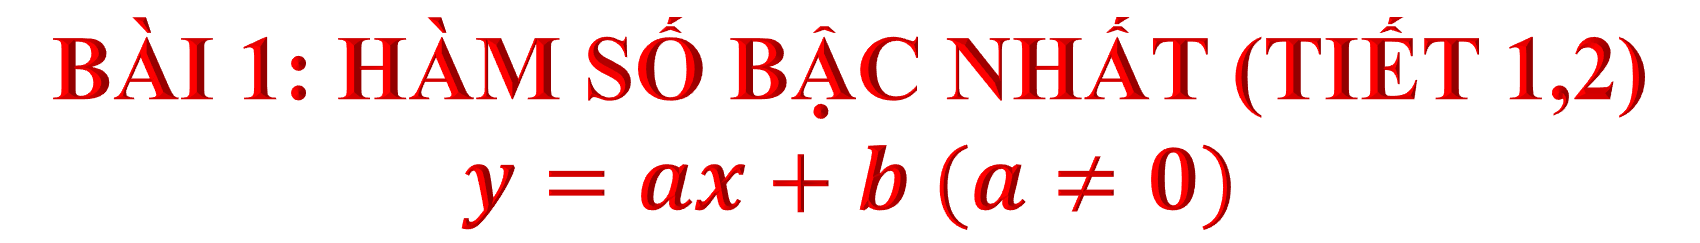 BÀI 1: HÀM SỐ BẬC NHẤT (TIẾT 1,2)
y = ax + b (a ≠ 0)